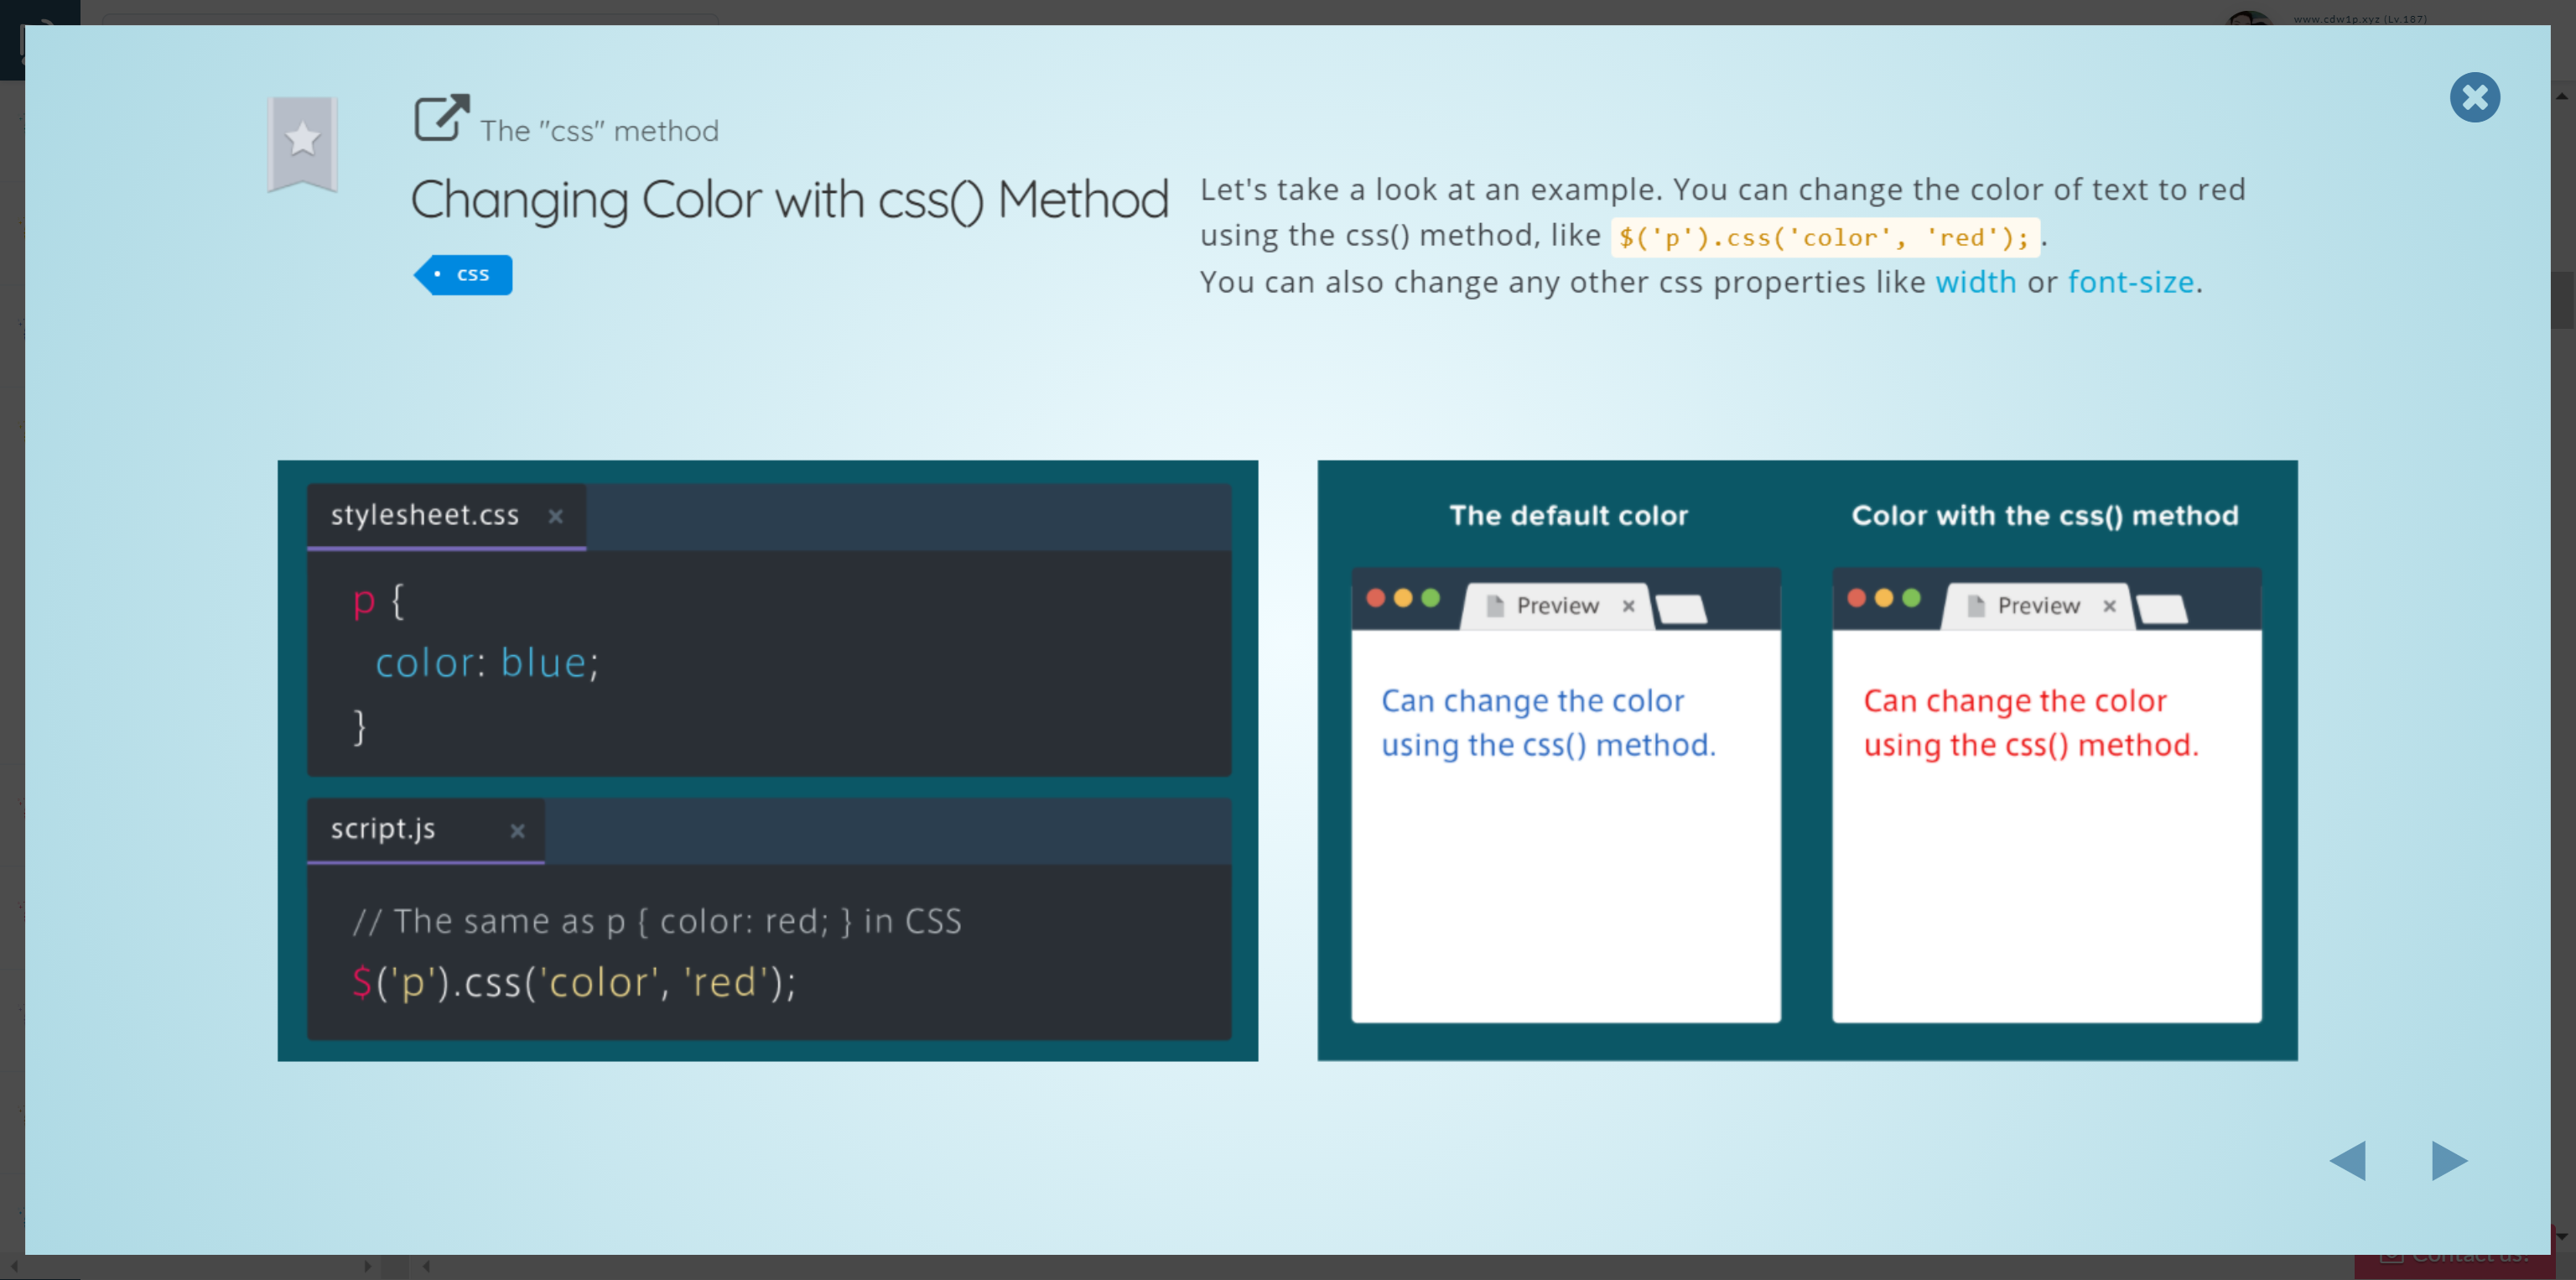 www.cdw1p.xyz (Lv.187)
The "css" method
Changing Color with css() Method
css
Let's take a look at an example. You can change the color of text to red
using the css() method, like $('p').css('color', 'red'); .
You can also change any other css properties like width or font-size.
stylesheet.css ×
p {
color: blue;
}
script.js ×
// The same as p { color: red; } in CSS
$('p').css('color', 'red');
The default color
Preview ×
Can change the color
using the css() method.
Color with the css() method
Preview ×
Can change the color
using the css() method.
Contact us!